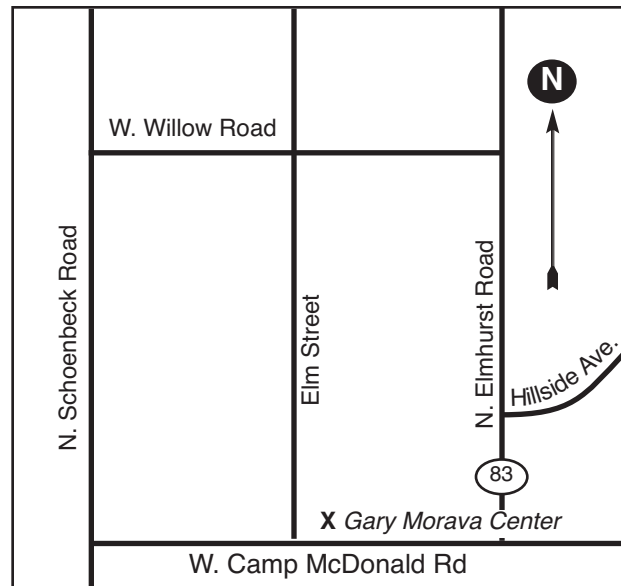 N
W. Willow Road
N. Schoenbeck Road
Elm Street
N. Elmhurst Road
Hillside Ave.
83
X Gary Morava Center
W. Camp McDonald Rd